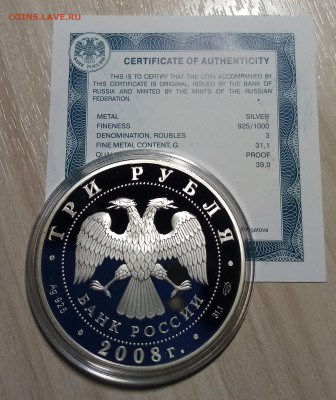 COINS.LAVE.RU
CERTIFICATE OF AUTHENTICITY
THIS IS TO CERTIFY THAT THE COIN ACCOMPANIED BY
THIS CERTIFICATE IS ORIGINAL, ISSUED BY THE BANK OF
RUSSIA AND MINTED BY THE MINTS OF THE RUSSIAN
FEDERATION.
METAL SILVER
FINENESS 925/1000
DENOMINATION, ROUBLES 3
FINE METAL CONTENT, G 31,1
PROOF
39,0
ТРИ РУБЛЯ
Ag 925
31,1
БАНК РОССИИ
2008 г.